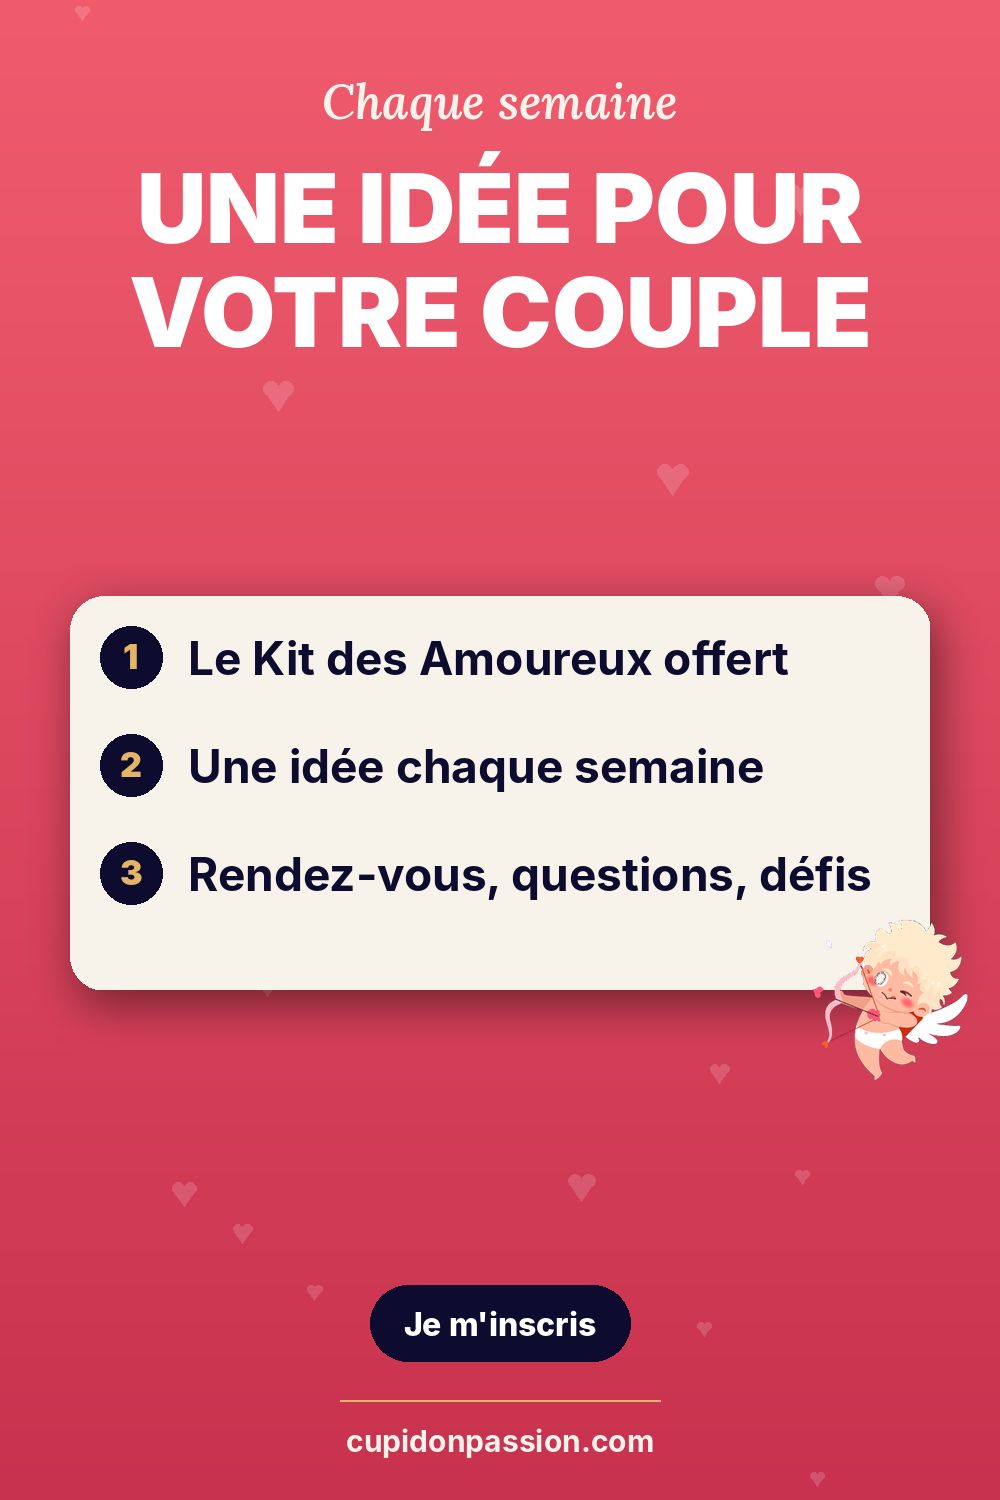 Chaque semaine
UNE IDÉE POUR
VOTRE COUPLE
1 Le Kit des Amoureux offert
2 Une idée chaque semaine
3 Rendez-vous, questions, défis
Je m'inscris
cupidonpassion.com